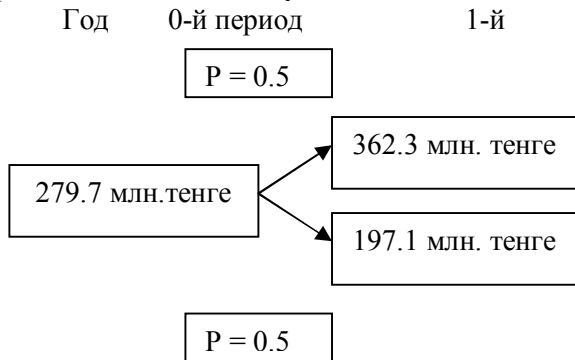 Год 0-й период 1-й
P = 0.5
362.3 млн. тенге
279.7 млн.тенге
197.1 млн. тенге
P = 0.5